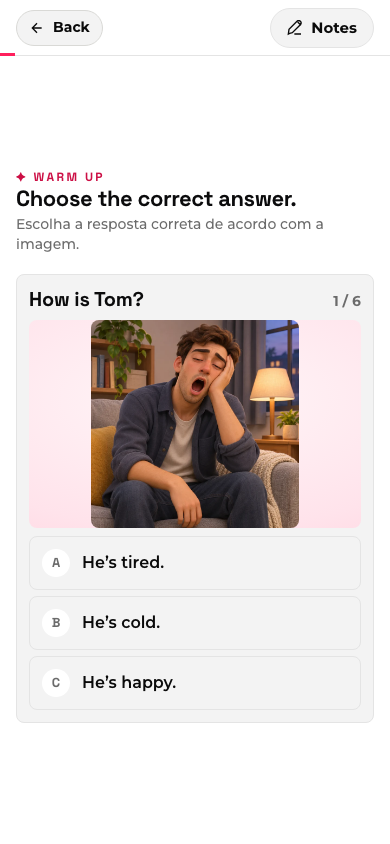 Back
Notes
WARM UP
Choose the correct answer.
Escolha a resposta correta de acordo com a
imagem.
How is Tom?
1 / 6
A He’s tired.
B He’s cold.
C He’s happy.